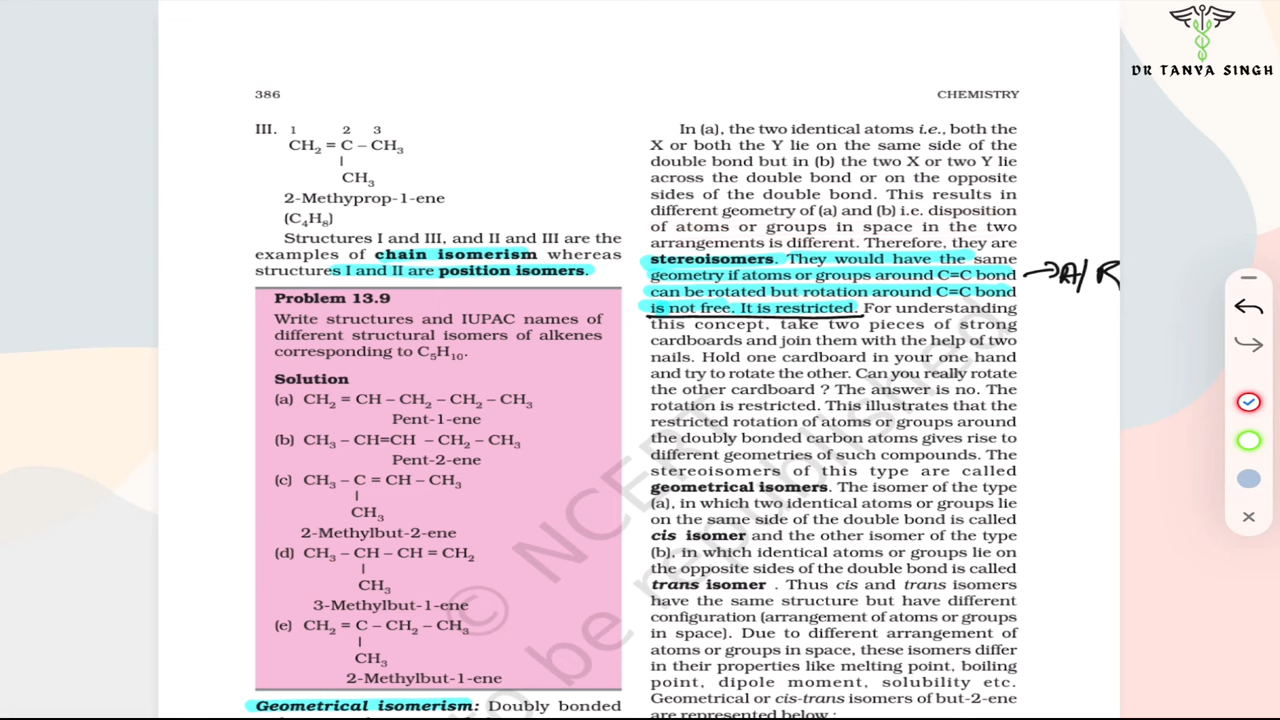 DR TANYA SINGH
386
CHEMISTRY
III. 1 2 3
CH2 = C – CH3
|
CH3
2-Methyprop-1-ene
(C4H8)
Structures I and III, and II and III are the
examples of chain isomerism whereas
structures I and II are position isomers.
Problem 13.9
Write structures and IUPAC names of
different structural isomers of alkenes
corresponding to C5H10.
Solution
(a) CH2 = CH – CH2 – CH2 – CH3
Pent-1-ene
(b) CH3 – CH=CH – CH2 – CH3
Pent-2-ene
(c) CH3 – C = CH – CH3
|
CH3
2-Methylbut-2-ene
(d) CH3 – CH – CH = CH2
|
CH3
3-Methylbut-1-ene
(e) CH2 = C – CH2 – CH3
|
CH3
2-Methylbut-1-ene
Geometrical isomerism: Doubly bonded
In (a), the two identical atoms i.e., both the
X or both the Y lie on the same side of the
double bond but in (b) the two X or two Y lie
across the double bond or on the opposite
sides of the double bond. This results in
different geometry of (a) and (b) i.e. disposition
of atoms or groups in space in the two
arrangements is different. Therefore, they are
stereoisomers. They would have the same
geometry if atoms or groups around C=C bond
can be rotated but rotation around C=C bond
is not free. It is restricted. For understanding
this concept, take two pieces of strong
cardboards and join them with the help of two
nails. Hold one cardboard in your one hand
and try to rotate the other. Can you really rotate
the other cardboard ? The answer is no. The
rotation is restricted. This illustrates that the
restricted rotation of atoms or groups around
the doubly bonded carbon atoms gives rise to
different geometries of such compounds. The
stereoisomers of this type are called
geometrical isomers. The isomer of the type
(a), in which two identical atoms or groups lie
on the same side of the double bond is called
cis isomer and the other isomer of the type
(b), in which identical atoms or groups lie on
the opposite sides of the double bond is called
trans isomer . Thus cis and trans isomers
have the same structure but have different
configuration (arrangement of atoms or groups
in space). Due to different arrangement of
atoms or groups in space, these isomers differ
in their properties like melting point, boiling
point, dipole moment, solubility etc.
Geometrical or cis-trans isomers of but-2-ene
are represented below :
→ A/R
© NCERT
to be republished